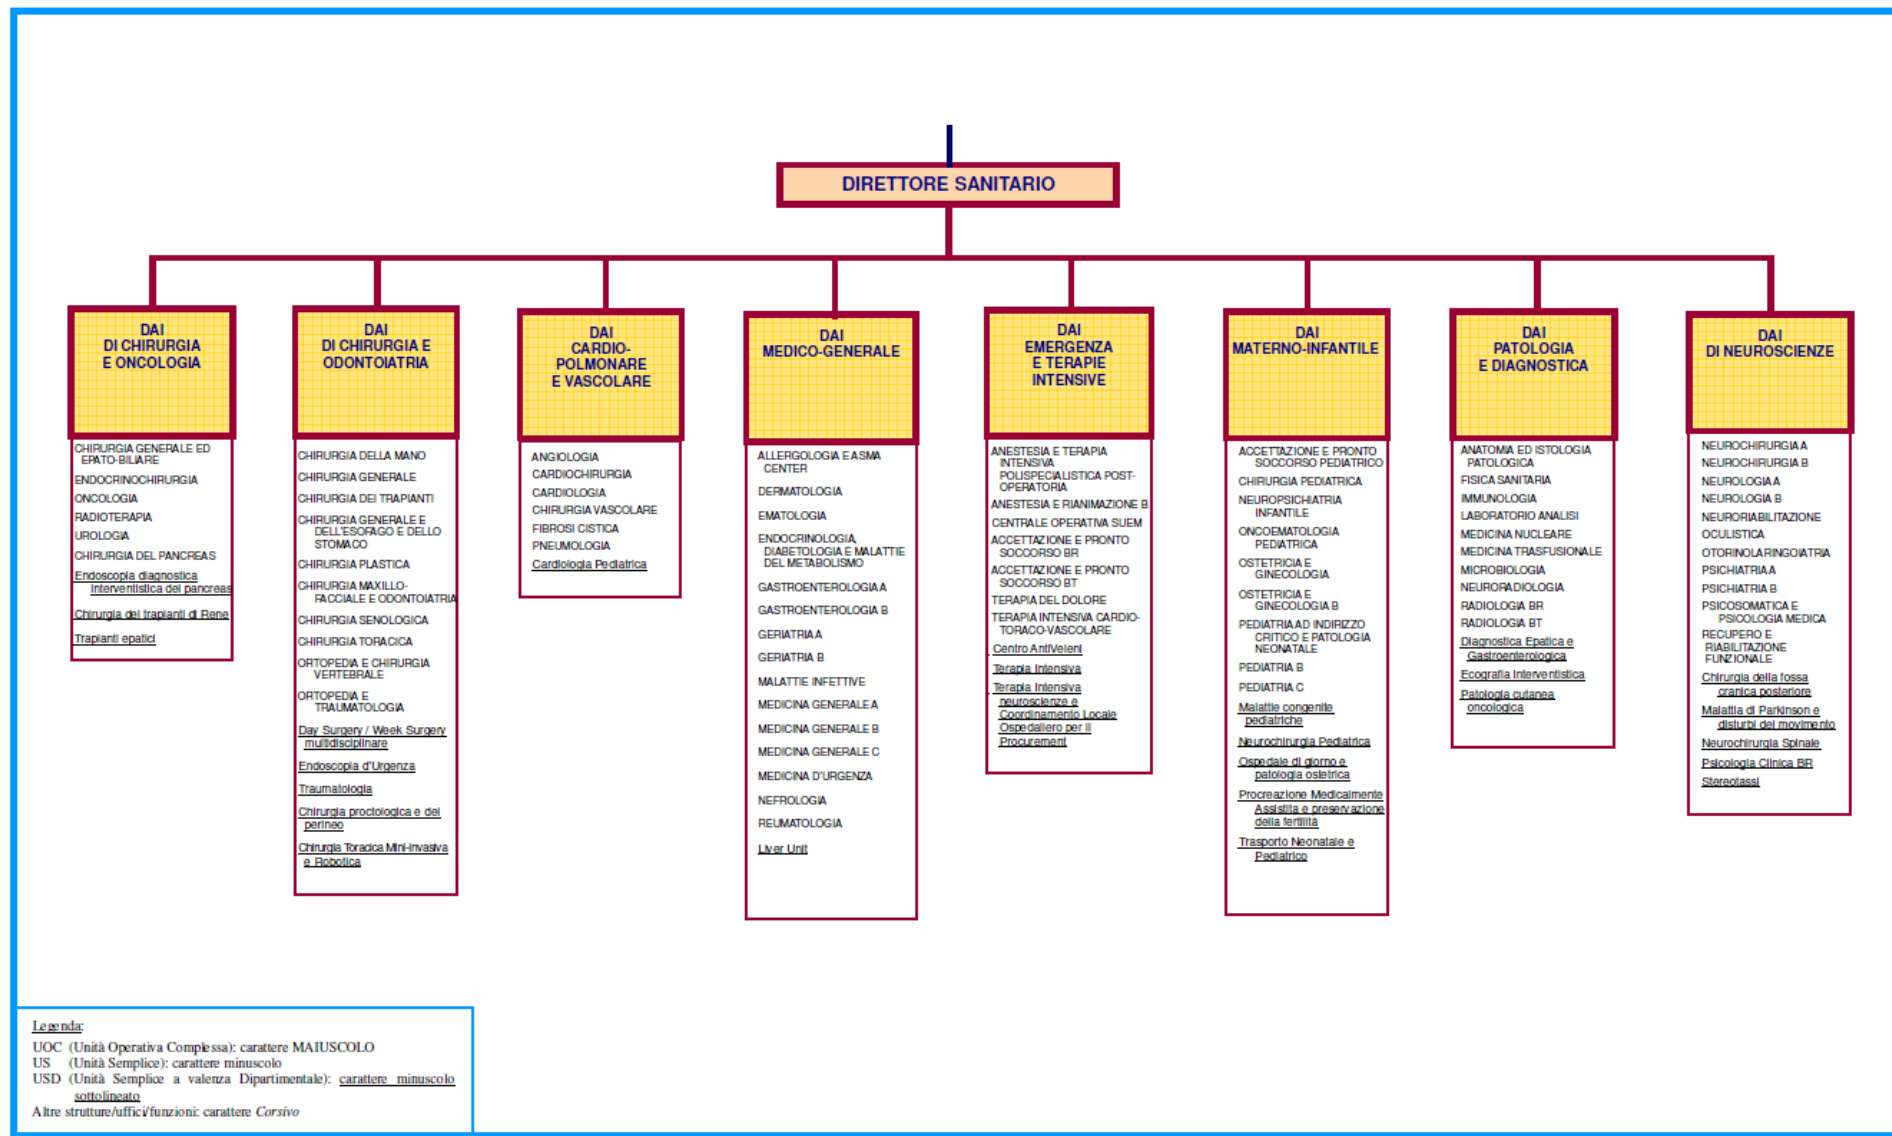 DIRETTORE SANITARIO
DAI
DI CHIRURGIA
E ONCOLOGIA
CHIRURGIA GENERALE ED
EPATO-BILIARE
ENDOCRINOCHIRURGIA
ONCOLOGIA
RADIOTERAPIA
UROLOGIA
CHIRURGIA DEL PANCREAS
Endoscopia diagnostica
Interventistica del pancreas
Chirurgia dei trapianti di Rene
Trapianti epatici
DAI
DI CHIRURGIA E
ODONTOIATRIA
CHIRURGIA DELLA MANO
CHIRURGIA GENERALE
CHIRURGIA DEI TRAPIANTI
CHIRURGIA GENERALE E
DELL'ESOFAGO E DELLO
STOMACO
CHIRURGIA PLASTICA
CHIRURGIA MAXILLO-
FACCIALE E ODONTOIATRIA
CHIRURGIA SENOLOGICA
CHIRURGIA TORACICA
ORTOPEDIA E CHIRURGIA
VERTEBRALE
ORTOPEDIA E
TRAUMATOLOGIA
Day Surgery / Week Surgery
multidisciplinare
Endoscopia d'Urgenza
Traumatologia
Chirurgia proctologica e del
perineo
Chirurgia Toracica Mini-invasiva
e Robotica
DAI
CARDIO-
POLMONARE
E VASCOLARE
ANGIOLOGIA
CARDIOCHIRURGIA
CARDIOLOGIA
CHIRURGIA VASCOLARE
FIBROSI CISTICA
PNEUMOLOGIA
Cardiologia Pediatrica
DAI
MEDICO-GENERALE
ALLERGOLOGIA E ASMA
CENTER
DERMATOLOGIA
EMATOLOGIA
ENDOCRINOLOGIA,
DIABETOLOGIA E MALATTIE
DEL METABOLISMO
GASTROENTEROLOGIA A
GASTROENTEROLOGIA B
GERIATRIA A
GERIATRIA B
MALATTIE INFETTIVE
MEDICINA GENERALE A
MEDICINA GENERALE B
MEDICINA GENERALE C
MEDICINA D'URGENZA
NEFROLOGIA
REUMATOLOGIA
Liver Unit
DAI
EMERGENZA
E TERAPIE
INTENSIVE
ANESTESIA E TERAPIA
INTENSIVA
POLISPECIALISTICA POST-
OPERATORIA
ANESTESIA E RIANIMAZIONE B
CENTRALE OPERATIVA SUEM
ACCETTAZIONE E PRONTO
SOCCORSO BR
ACCETTAZIONE E PRONTO
SOCCORSO BT
TERAPIA DEL DOLORE
TERAPIA INTENSIVA CARDIO-
TORACO-VASCOLARE
Centro AntiVeleni
Terapia Intensiva
Terapia Intensiva
neuroscienze e
Coordinamento Locale
Ospedaliero per il
Procurement
DAI
MATERNO-INFANTILE
ACCETTAZIONE E PRONTO
SOCCORSO PEDIATRICO
CHIRURGIA PEDIATRICA
NEUROPSICHIATRIA
INFANTILE
ONCOEMATOLOGIA
PEDIATRICA
OSTETRICIA E
GINECOLOGIA
OSTETRICIA E
GINECOLOGIA B
PEDIATRIA AD INDIRIZZO
CRITICO E PATOLOGIA
NEONATALE
PEDIATRIA B
PEDIATRIA C
Malattie congenite
pediatriche
Neurochirurgia Pediatrica
Ospedale di giorno e
patologia ostetrica
Procreazione Medicalmente
Assistita e preservazione
della fertilità
Trasporto Neonatale e
Pediatrico
DAI
PATOLOGIA
E DIAGNOSTICA
ANATOMIA ED ISTOLOGIA
PATOLOGICA
FISICA SANITARIA
IMMUNOLOGIA
LABORATORIO ANALISI
MEDICINA NUCLEARE
MEDICINA TRASFUSIONALE
MICROBIOLOGIA
NEURORADIOLOGIA
RADIOLOGIA BR
RADIOLOGIA BT
Diagnostica Epatica e
Gastroenterologica
Ecografia Interventistica
Patologia cutanea
oncologica
DAI
DI NEUROSCIENZE
NEUROCHIRURGIA A
NEUROCHIRURGIA B
NEUROLOGIA A
NEUROLOGIA B
NEURORIABILITAZIONE
OCULISTICA
OTORINOLARINGOIATRIA
PSICHIATRIA A
PSICHIATRIA B
PSICOSOMATICA E
PSICOLOGIA MEDICA
RECUPERO E
RIABILITAZIONE
FUNZIONALE
Chirurgia della fossa
cranica posteriore
Malattia di Parkinson e
disturbi del movimento
Neurochirurgia Spinale
Psicologia Clinica BR
Stereotassi
Legenda:
UOC (Unità Operativa Complessa): carattere MAIUSCOLO
US (Unità Semplice): carattere minuscolo
USD (Unità Semplice a valenza Dipartimentale): carattere minuscolo
sottolineato
Altre strutture/uffici/funzioni: carattere Corsivo